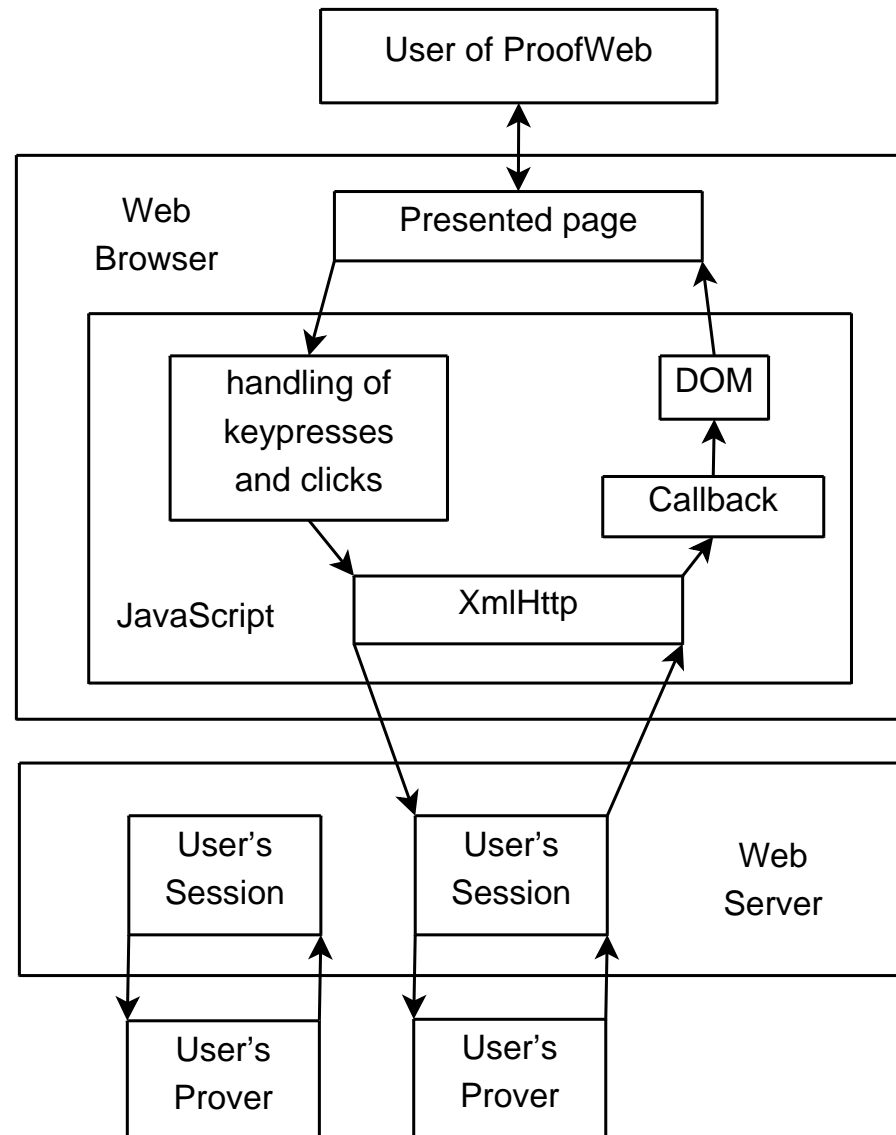 User of ProofWeb
Web
Browser
Presented page
handling of
keypresses
and clicks
DOM
Callback
JavaScript
XmlHttp
User’s
Session
User’s
Session
Web
Server
User’s
Prover
User’s
Prover